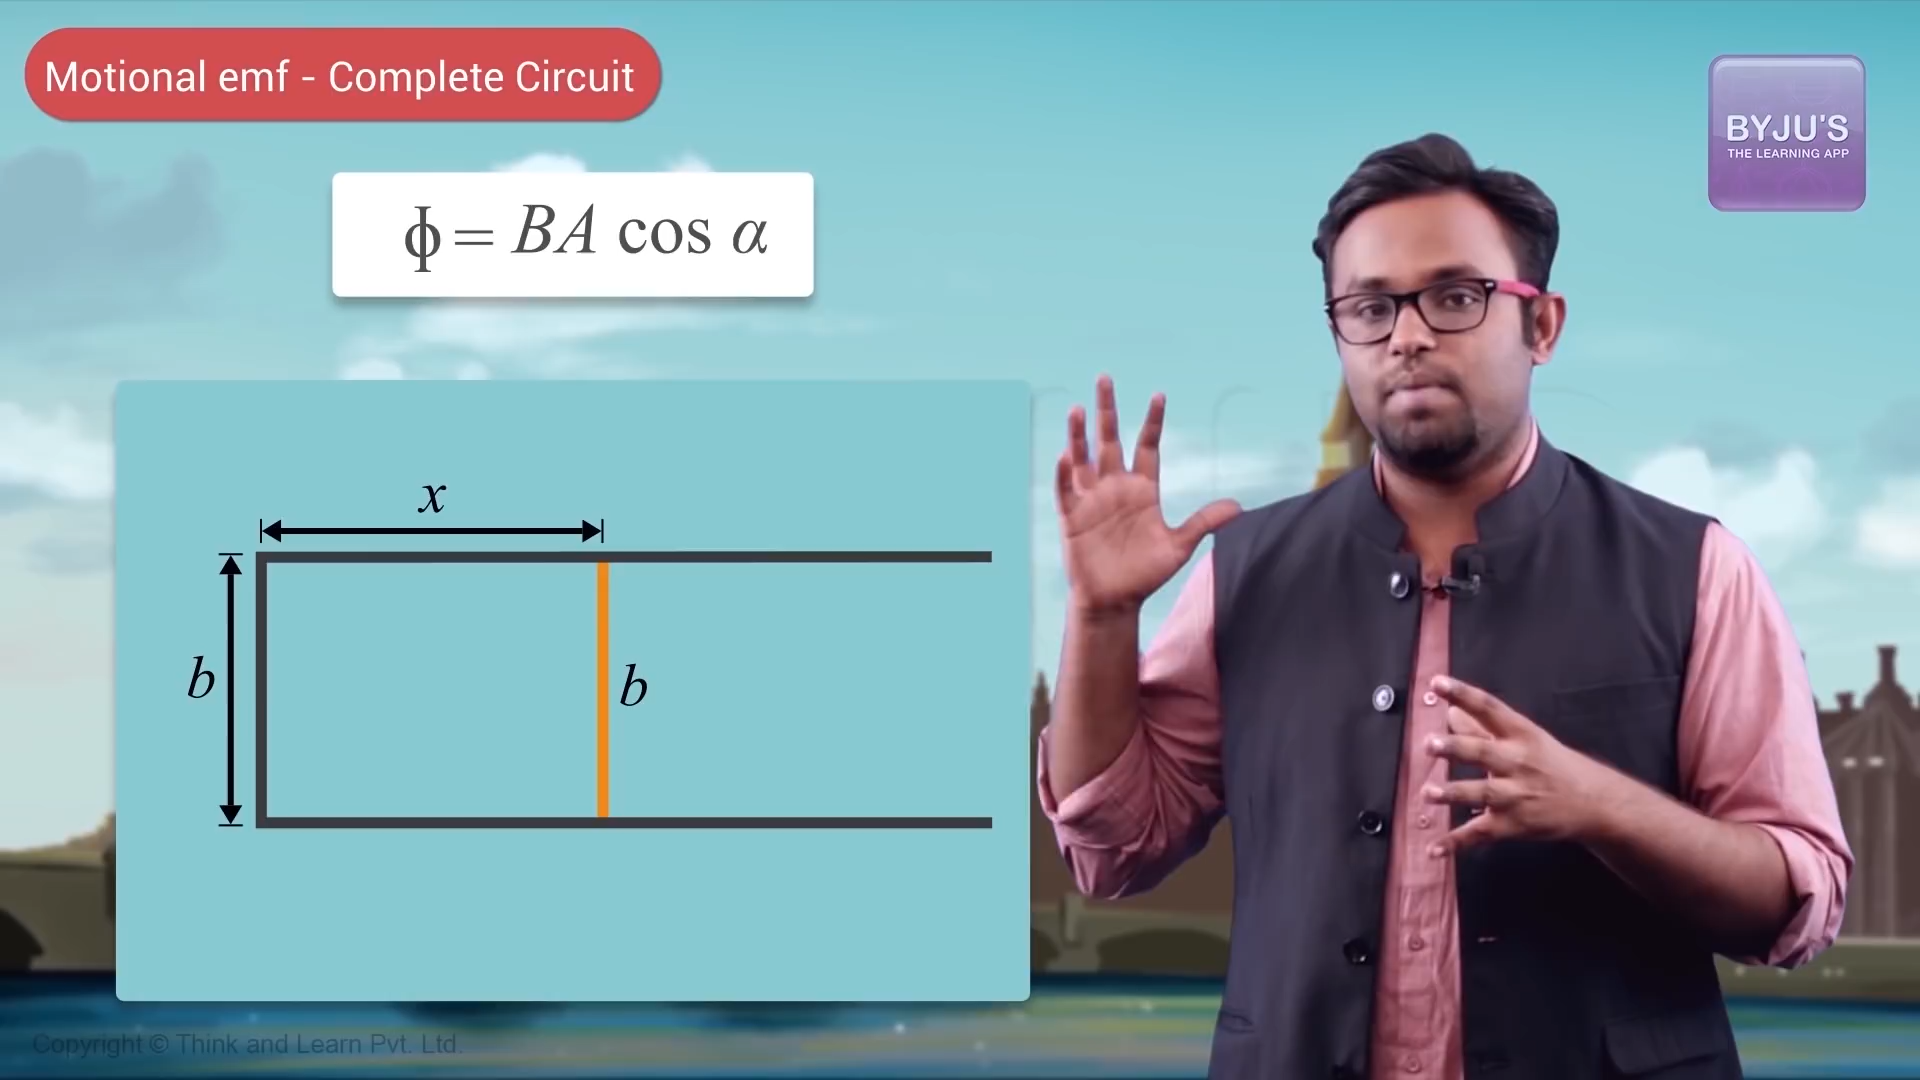 Motional emf - Complete Circuit
BYJU'S
THE LEARNING APP
ϕ = BA cos α
x
b
b
Copyright © Think and Learn Pvt. Ltd.